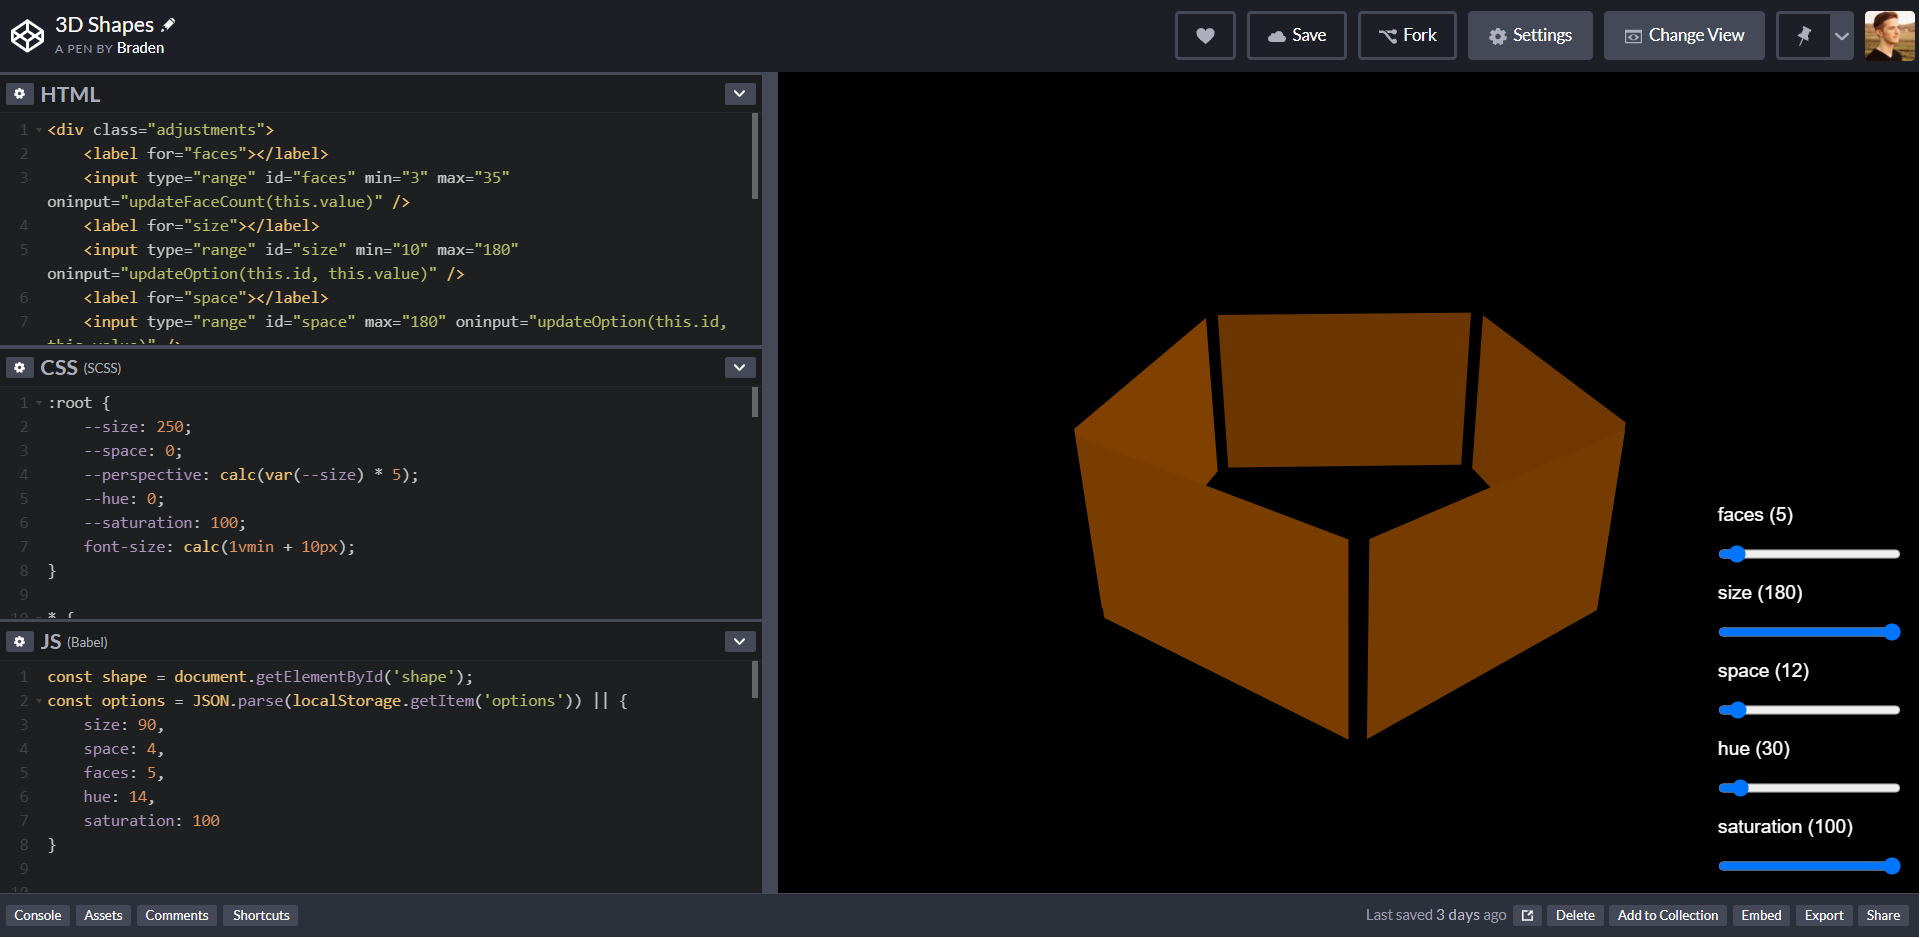 3D Shapes
A PEN BY Braden
Save
Fork
Settings
Change View
HTML
1 <div class="adjustments">
2 <label for="faces"></label>
3 <input type="range" id="faces" min="3" max="35"
oninput="updateFaceCount(this.value)" />
4 <label for="size"></label>
5 <input type="range" id="size" min="10" max="180"
oninput="updateOption(this.id, this.value)" />
6 <label for="space"></label>
7 <input type="range" id="space" max="180" oninput="updateOption(this.id,
this.value)" />
CSS (SCSS)
1 :root {
2 --size: 250;
3 --space: 0;
4 --perspective: calc(var(--size) * 5);
5 --hue: 0;
6 --saturation: 100;
7 font-size: calc(1vmin + 10px);
8 }
9
10 * {
JS (Babel)
1 const shape = document.getElementById('shape');
2 const options = JSON.parse(localStorage.getItem('options')) || {
3 size: 90,
4 space: 4,
5 faces: 5,
6 hue: 14,
7 saturation: 100
8 }
9
10
faces (5)
size (180)
space (12)
hue (30)
saturation (100)
Console
Assets
Comments
Shortcuts
Last saved 3 days ago
Delete
Add to Collection
Embed
Export
Share